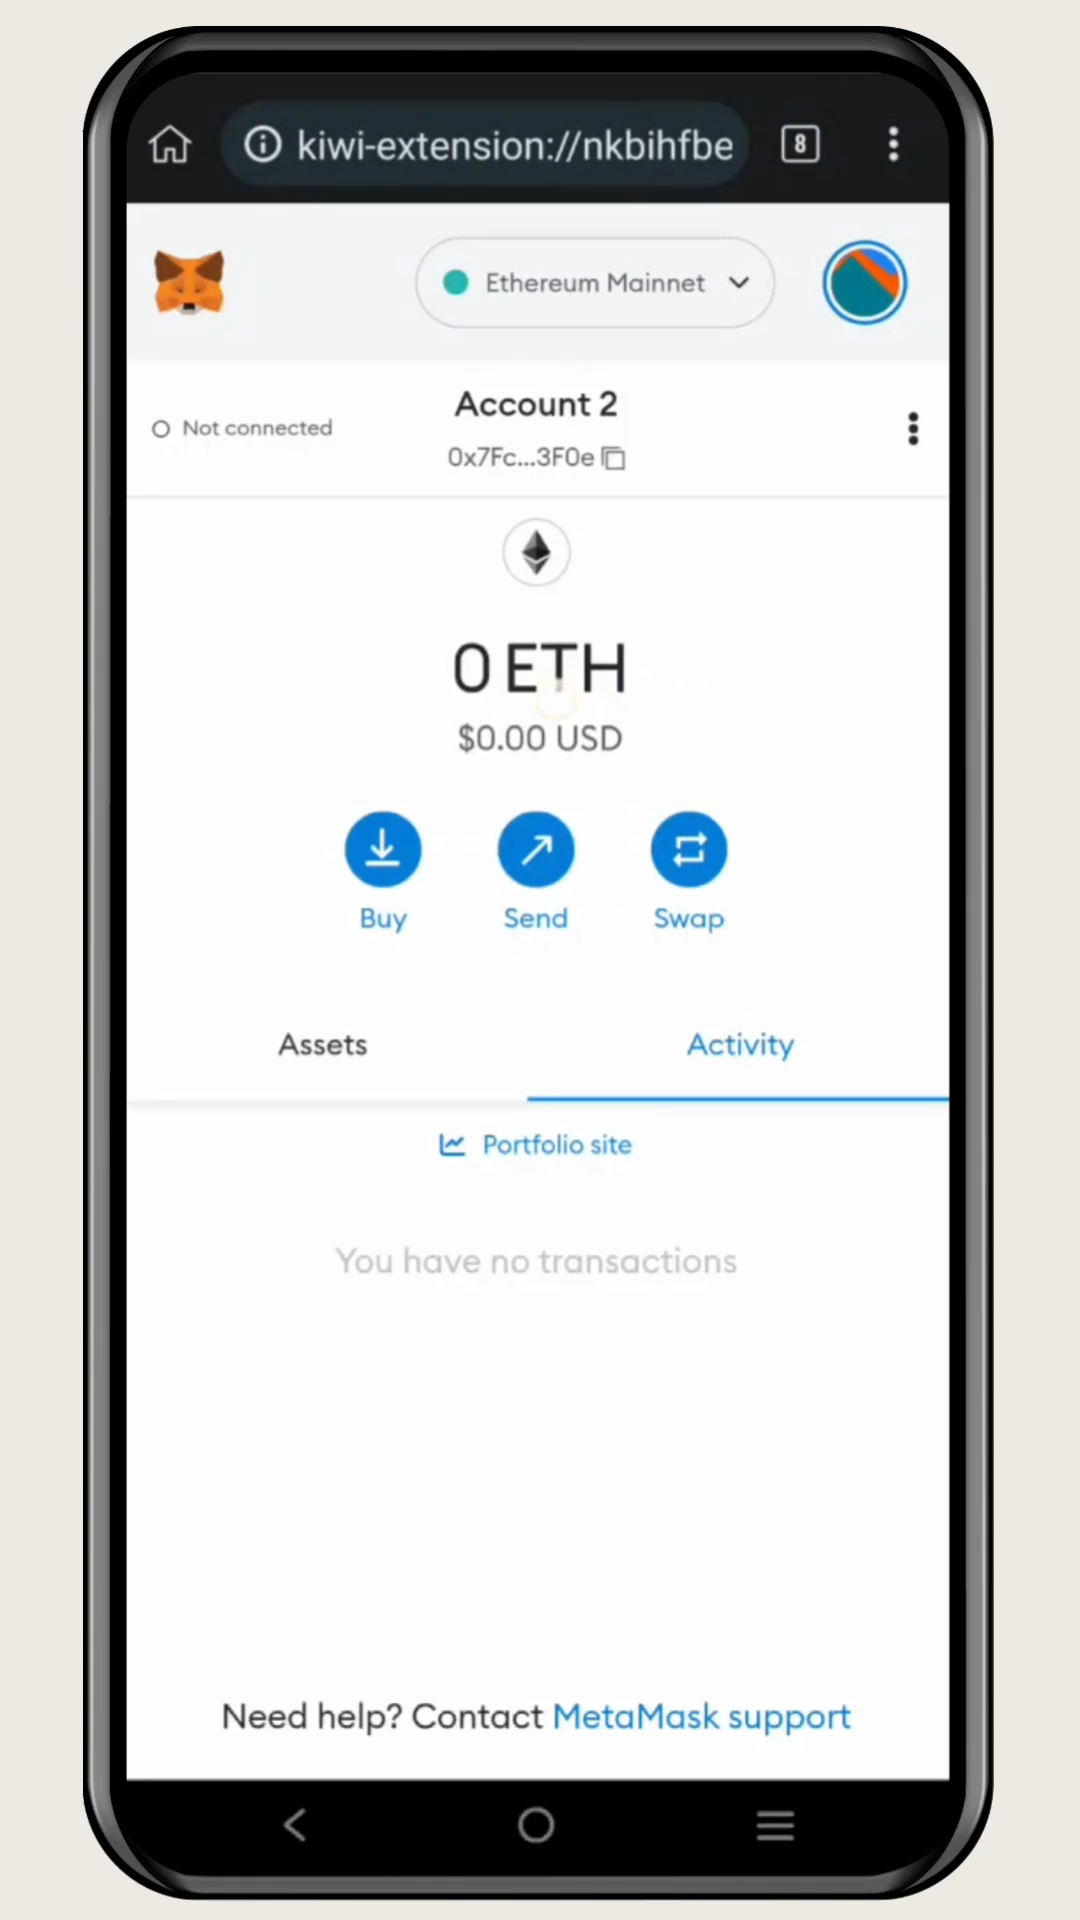 kiwi-extension://nkbihfbe
8
Ethereum Mainnet
Account 2
Not connected
0x7Fc...3F0e
0 ETH
$0.00 USD
Buy
Send
Swap
Assets
Activity
Portfolio site
You have no transactions
Need help? Contact MetaMask support